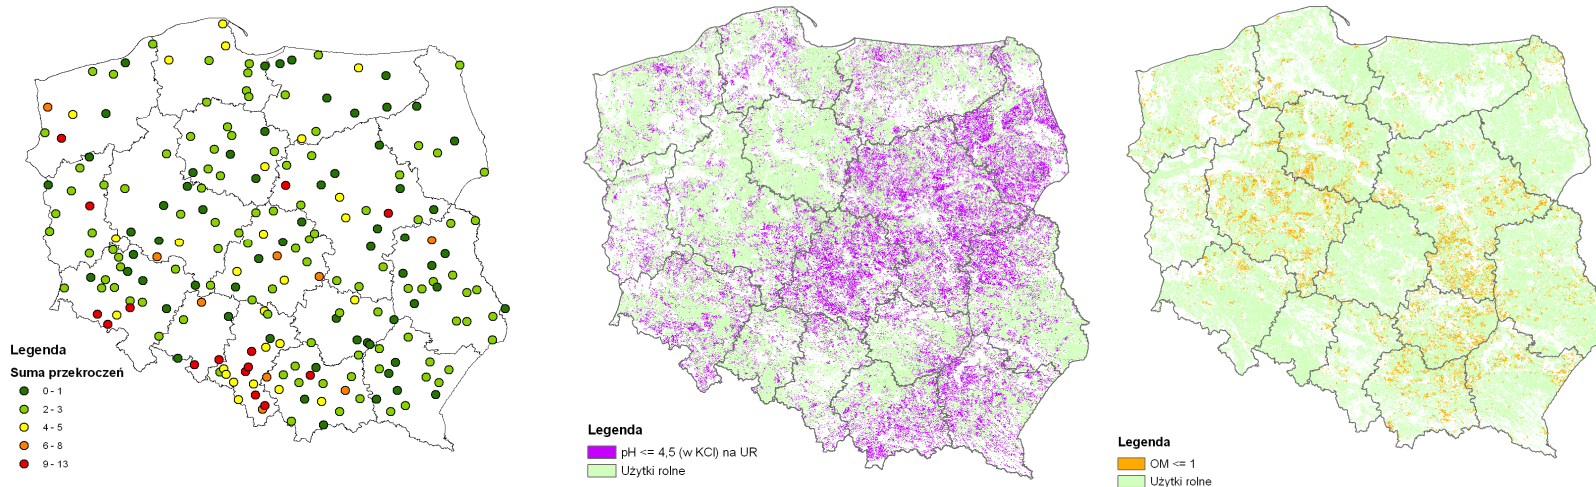 Legenda
Suma przekroczeń
0 - 1
2 - 3
4 - 5
6 - 8
9 - 13
Legenda
pH <= 4,5 (w KCl) na UR
Użytki rolne
Legenda
OM <= 1
Użytki rolne